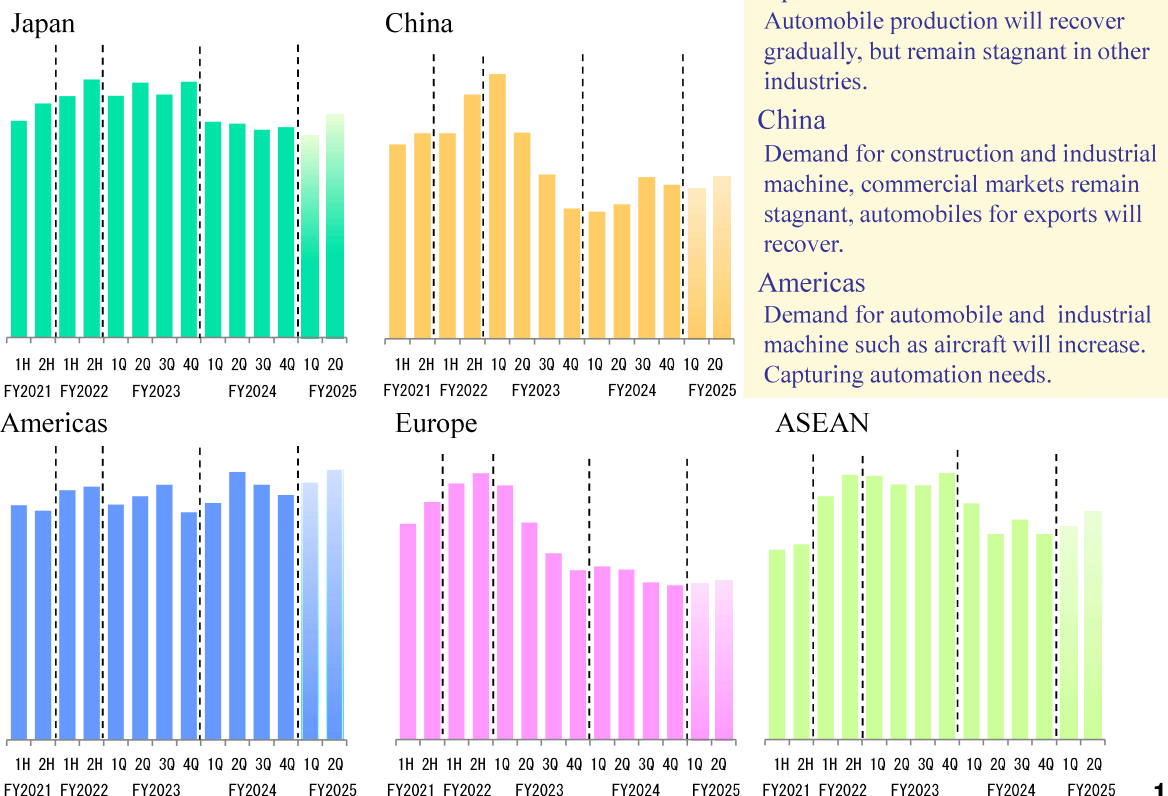 Japan
1H 2H 1H 2H 1Q 2Q 3Q 4Q 1Q 2Q 3Q 4Q 1Q 2Q
FY2021 FY2022 FY2023 FY2024 FY2025
China
1H 2H 1H 2H 1Q 2Q 3Q 4Q 1Q 2Q 3Q 4Q 1Q 2Q
FY2021 FY2022 FY2023 FY2024 FY2025
Automobile production will recover
gradually, but remain stagnant in other
industries.
China
Demand for construction and industrial
machine, commercial markets remain
stagnant, automobiles for exports will
recover.
Americas
Demand for automobile and industrial
machine such as aircraft will increase.
Capturing automation needs.
Americas
1H 2H 1H 2H 1Q 2Q 3Q 4Q 1Q 2Q 3Q 4Q 1Q 2Q
FY2021 FY2022 FY2023 FY2024 FY2025
Europe
1H 2H 1H 2H 1Q 2Q 3Q 4Q 1Q 2Q 3Q 4Q 1Q 2Q
FY2021 FY2022 FY2023 FY2024 FY2025
ASEAN
1H 2H 1H 2H 1Q 2Q 3Q 4Q 1Q 2Q 3Q 4Q 1Q 2Q
FY2021 FY2022 FY2023 FY2024 FY2025
1